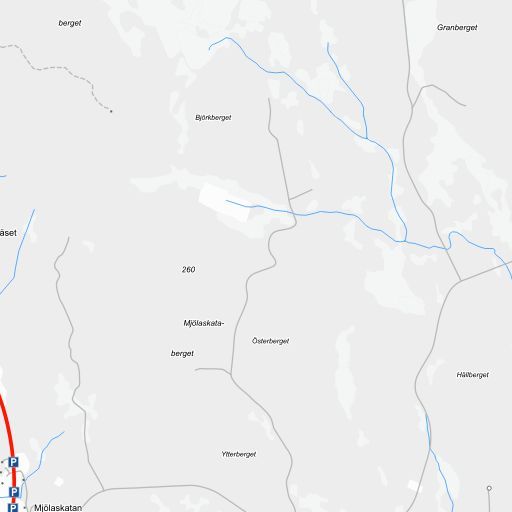 berget
Granberget
Björkberget
äset
260
Mjölaskata-
berget
Österberget
Hällberget
Ytterberget
P
P
P
Mjölaskatan